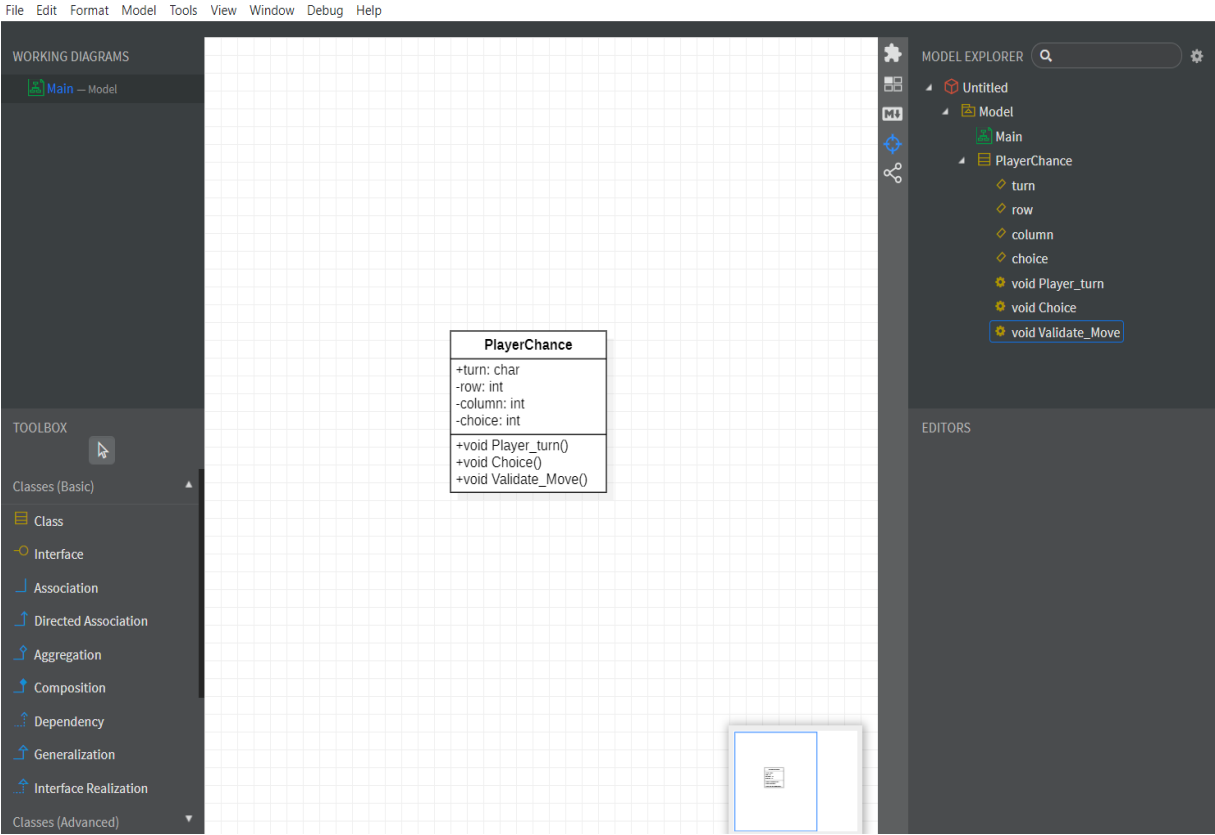 File Edit Format Model Tools View Window Debug Help
WORKING DIAGRAMS
Main — Model
TOOLBOX
Classes (Basic)
Class
Interface
Association
Directed Association
Aggregation
Composition
Dependency
Generalization
Interface Realization
Classes (Advanced)
PlayerChance
+turn: char
-row: int
-column: int
-choice: int
+void Player_turn()
+void Choice()
+void Validate_Move()
M
MODEL EXPLORER
Untitled
Model
Main
PlayerChance
turn
row
column
choice
void Player_turn
void Choice
void Validate_Move
EDITORS